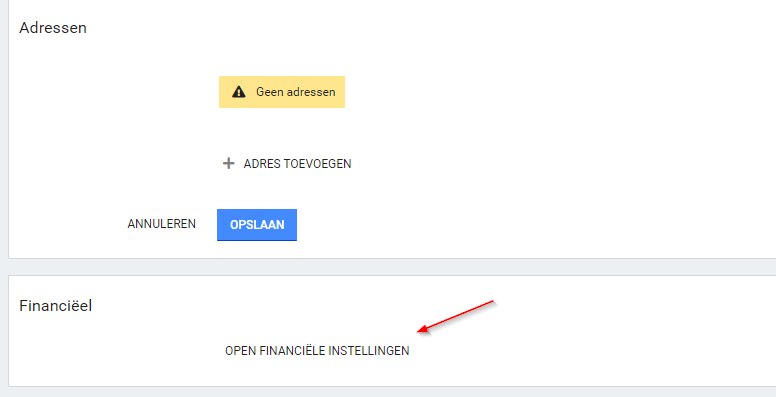 Adressen
Geen adressen
ADRES TOEVOEGEN
ANNULEREN OPSLAAN
Financiëel
OPEN FINANCIËLE INSTELLINGEN